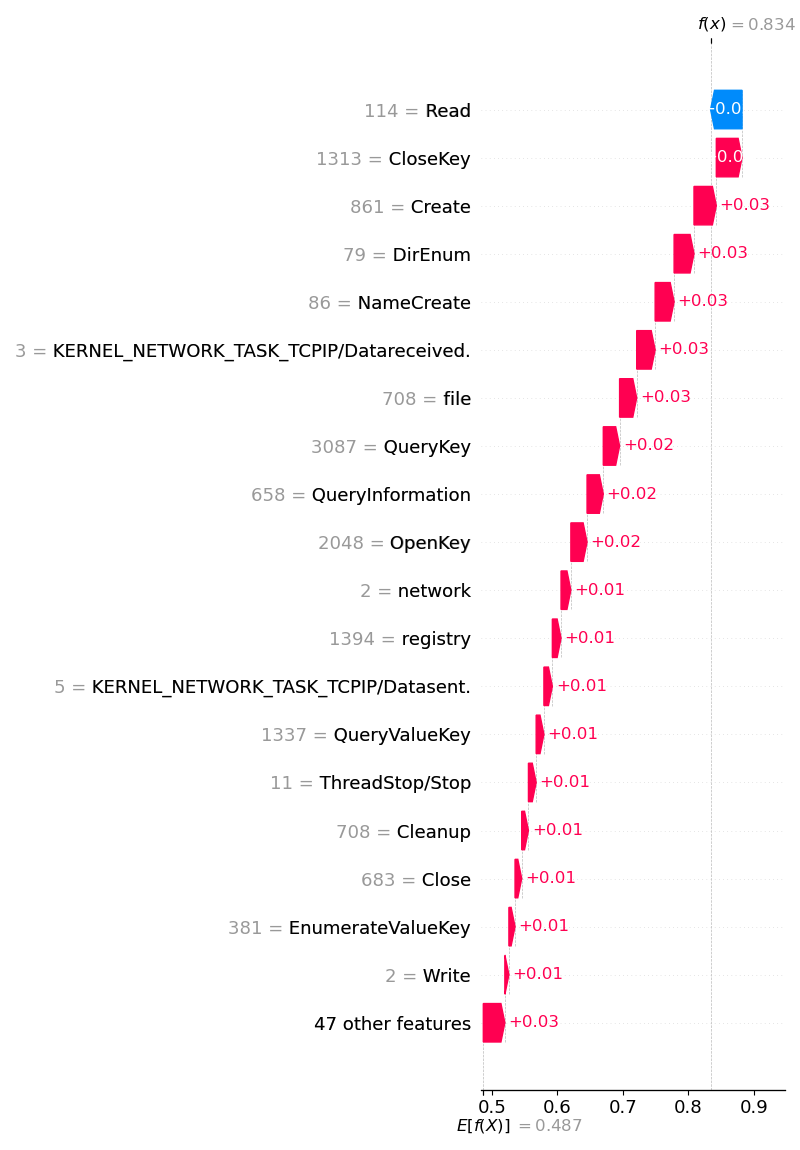 f(x) = 0.834
114 = Read
-0.0
1313 = CloseKey
0.0
861 = Create
+0.03
79 = DirEnum
+0.03
86 = NameCreate
+0.03
3 = KERNEL_NETWORK_TASK_TCPIP/Datareceived.
+0.03
708 = file
+0.03
3087 = QueryKey
+0.02
658 = QueryInformation
+0.02
2048 = OpenKey
+0.02
2 = network
+0.01
1394 = registry
+0.01
5 = KERNEL_NETWORK_TASK_TCPIP/Datasent.
+0.01
1337 = QueryValueKey
+0.01
11 = ThreadStop/Stop
+0.01
708 = Cleanup
+0.01
683 = Close
+0.01
381 = EnumerateValueKey
+0.01
2 = Write
+0.01
47 other features
+0.03
0.5 0.6 0.7 0.8 0.9
E[f(X)] = 0.487